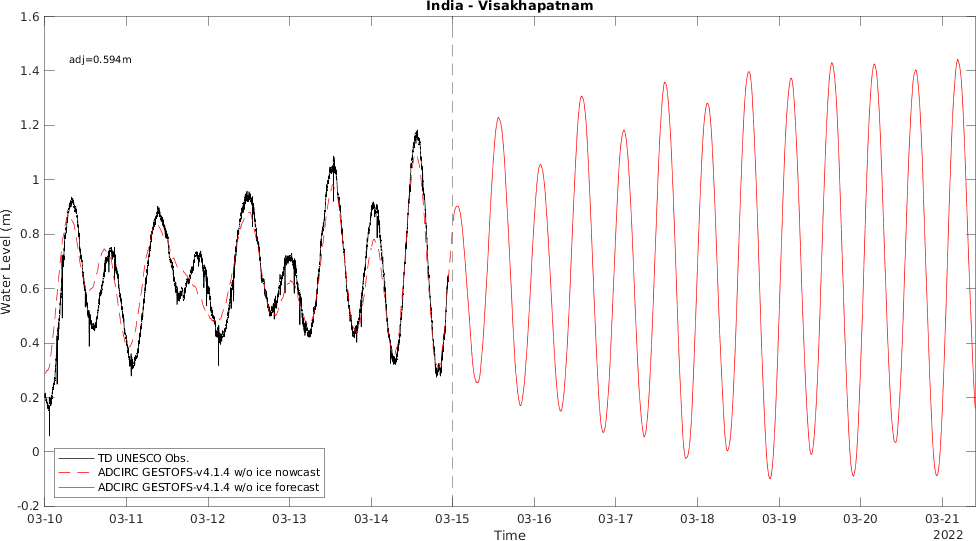 India - Visakhapatnam
1.6
1.4
1.2
1
0.8
0.6
0.4
0.2
0
-0.2
Water Level (m)
adj=0.594m
TD UNESCO Obs.
ADCIRC GESTOFS-v4.1.4 w/o ice nowcast
ADCIRC GESTOFS-v4.1.4 w/o ice forecast
03-10 03-11 03-12 03-13 03-14 03-15 03-16 03-17 03-18 03-19 03-20 03-21
2022
Time